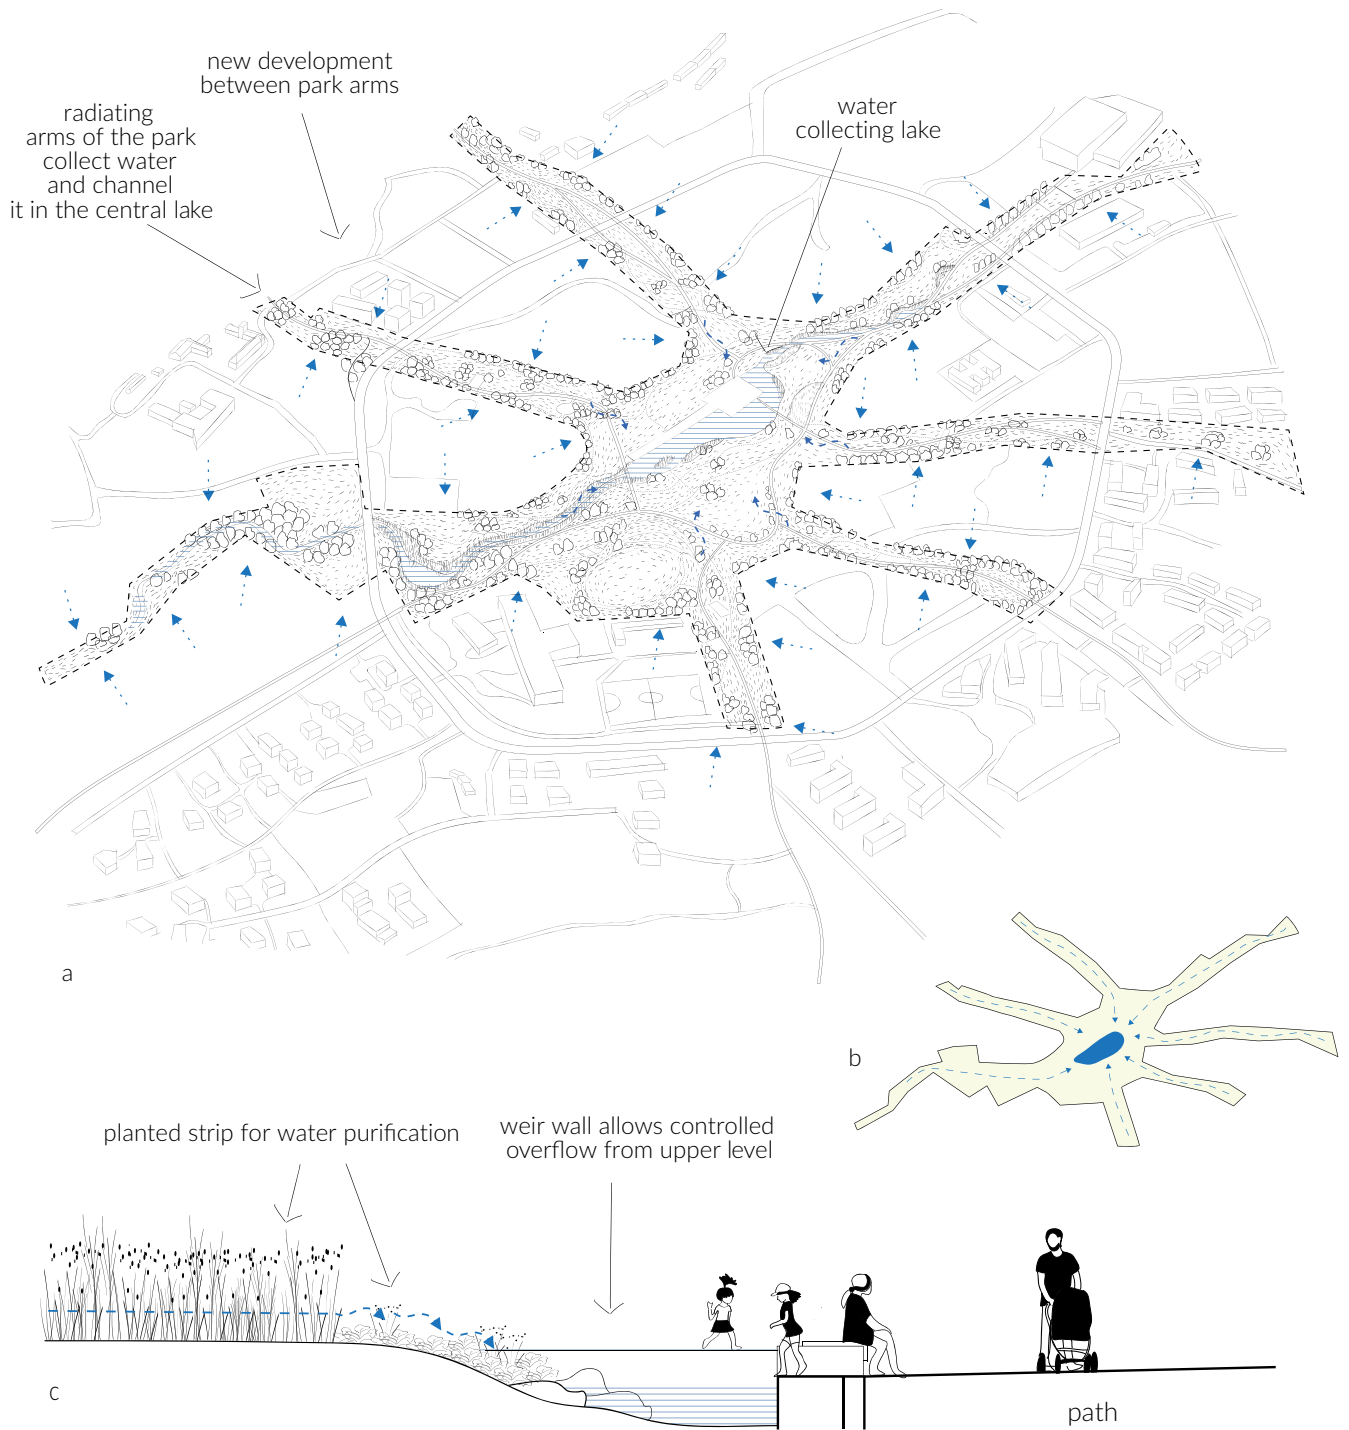 new development
between park arms
radiating
arms of the park
collect water
and channel
it in the central lake
water
collecting lake
a
b
planted strip for water purification
weir wall allows controlled
overflow from upper level
c
path